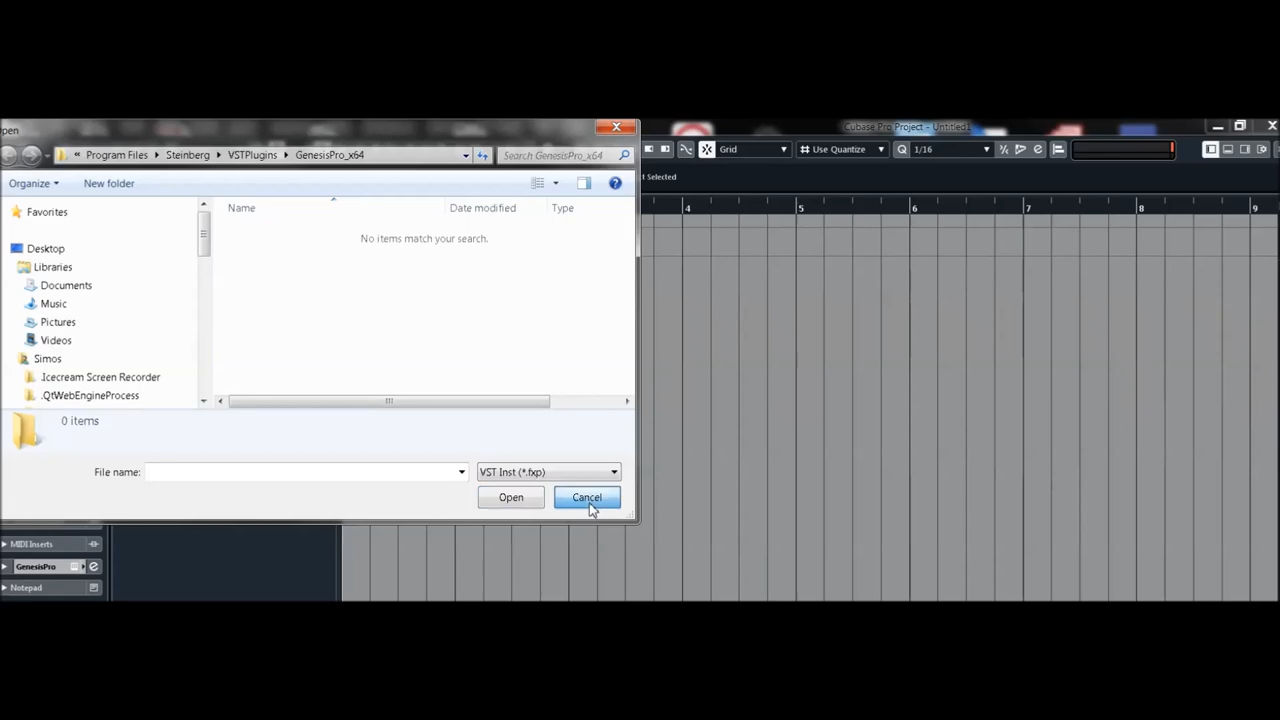 pen
Cubase Pro Project - Untitled1
« Program Files Steinberg VSTPlugins GenesisPro_x64
Search GenesisPro_x64
Grid
Use Quantize
Q 1/16
Organize
New folder
t Selected
Name
Date modified
Type
4
5
6
7
8
9
No items match your search.
Favorites
Desktop
Libraries
Documents
Music
Pictures
Videos
Simos
.Icecream Screen Recorder
.QtWebEngineProcess
0 items
File name:
VST Inst (*.fxp)
Open
Cancel
MIDI Inserts
GenesisPro
Notepad